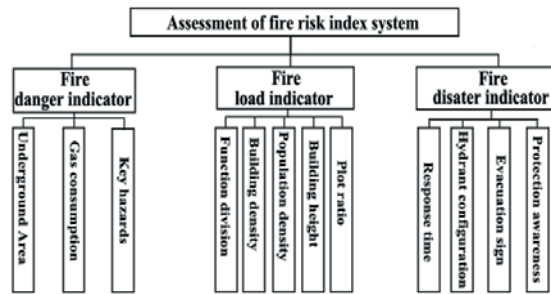 Assessment of fire risk index system
Fire
danger indicator
Fire
load indicator
Fire
disater indicator
Underground Area
Gas consumption
Key hazards
Function division
Building density
Population density
Building height
Plot ratio
Response time
Hydrant configuration
Evacuation sign
Protection awareness